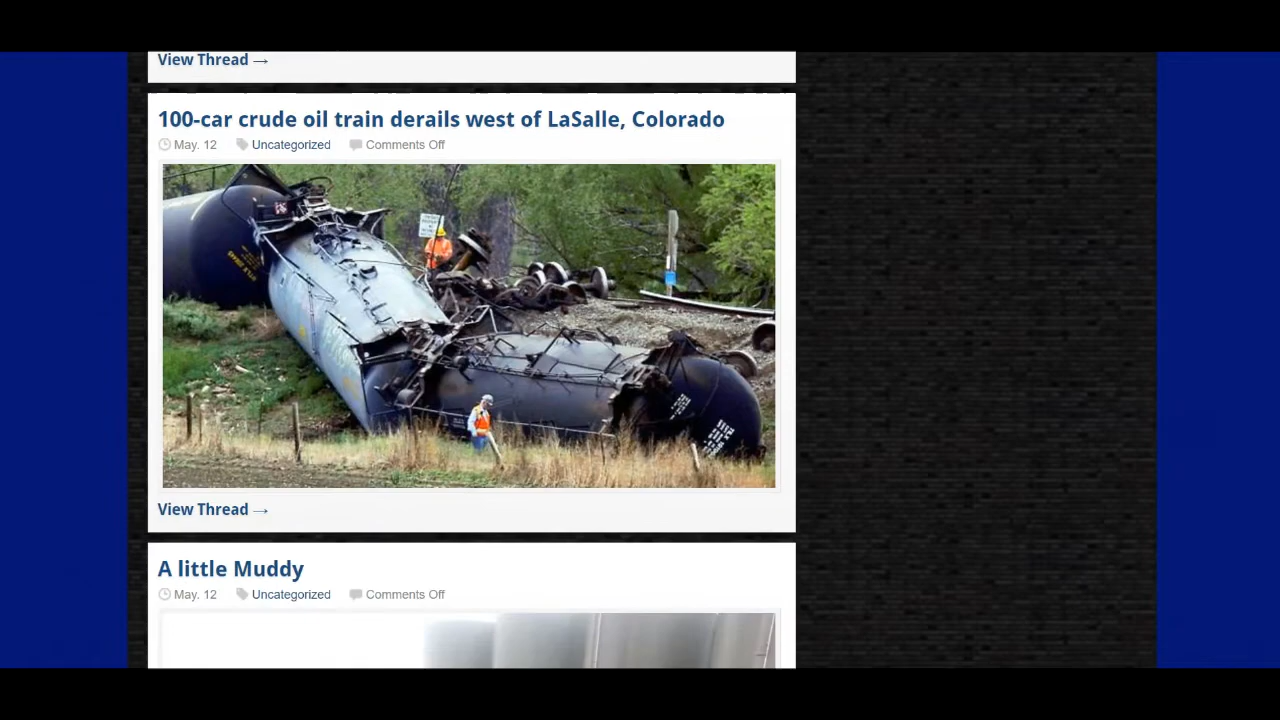 View Thread →
100-car crude oil train derails west of LaSalle, Colorado
May. 12 Uncategorized Comments Off
View Thread →
A little Muddy
May. 12 Uncategorized Comments Off